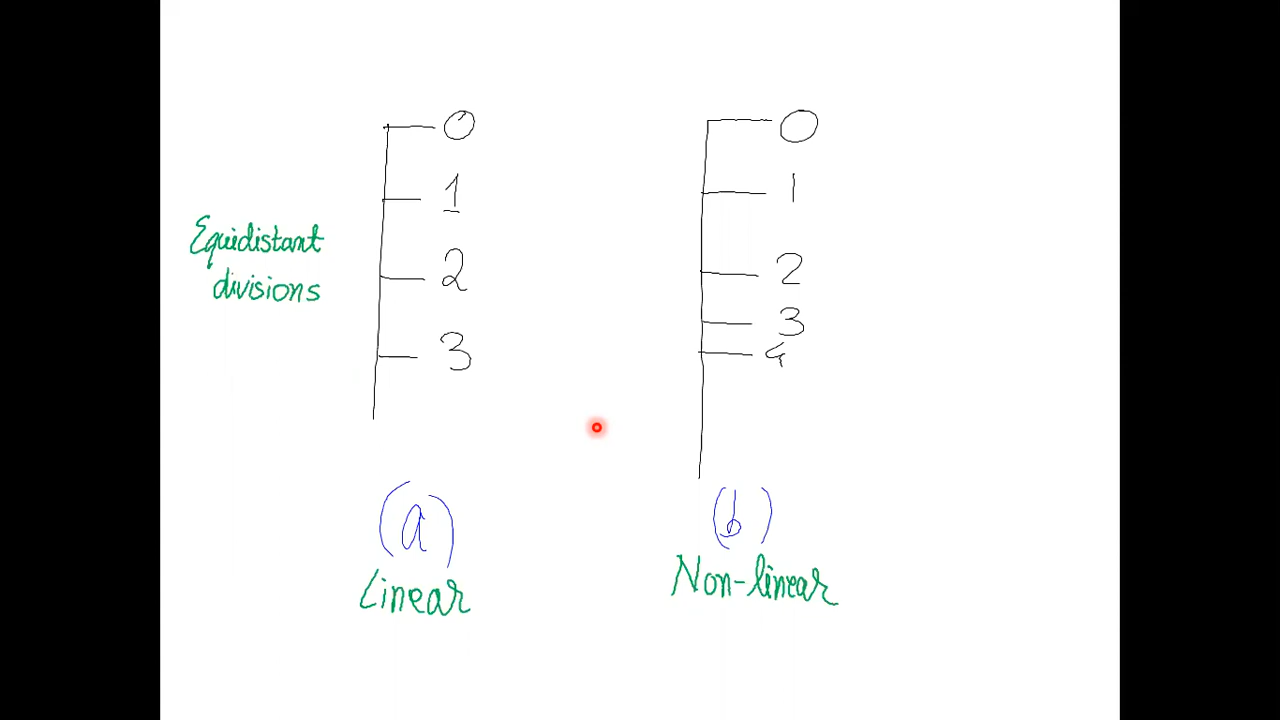 0
1
2
3
Equidistant
divisions
(a)
Linear
0
1
2
3
4
(b)
Non-linear